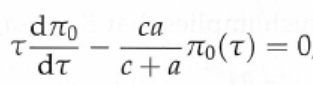 τ dπ₀/dτ − ca/(c + a) π₀(τ) = 0,